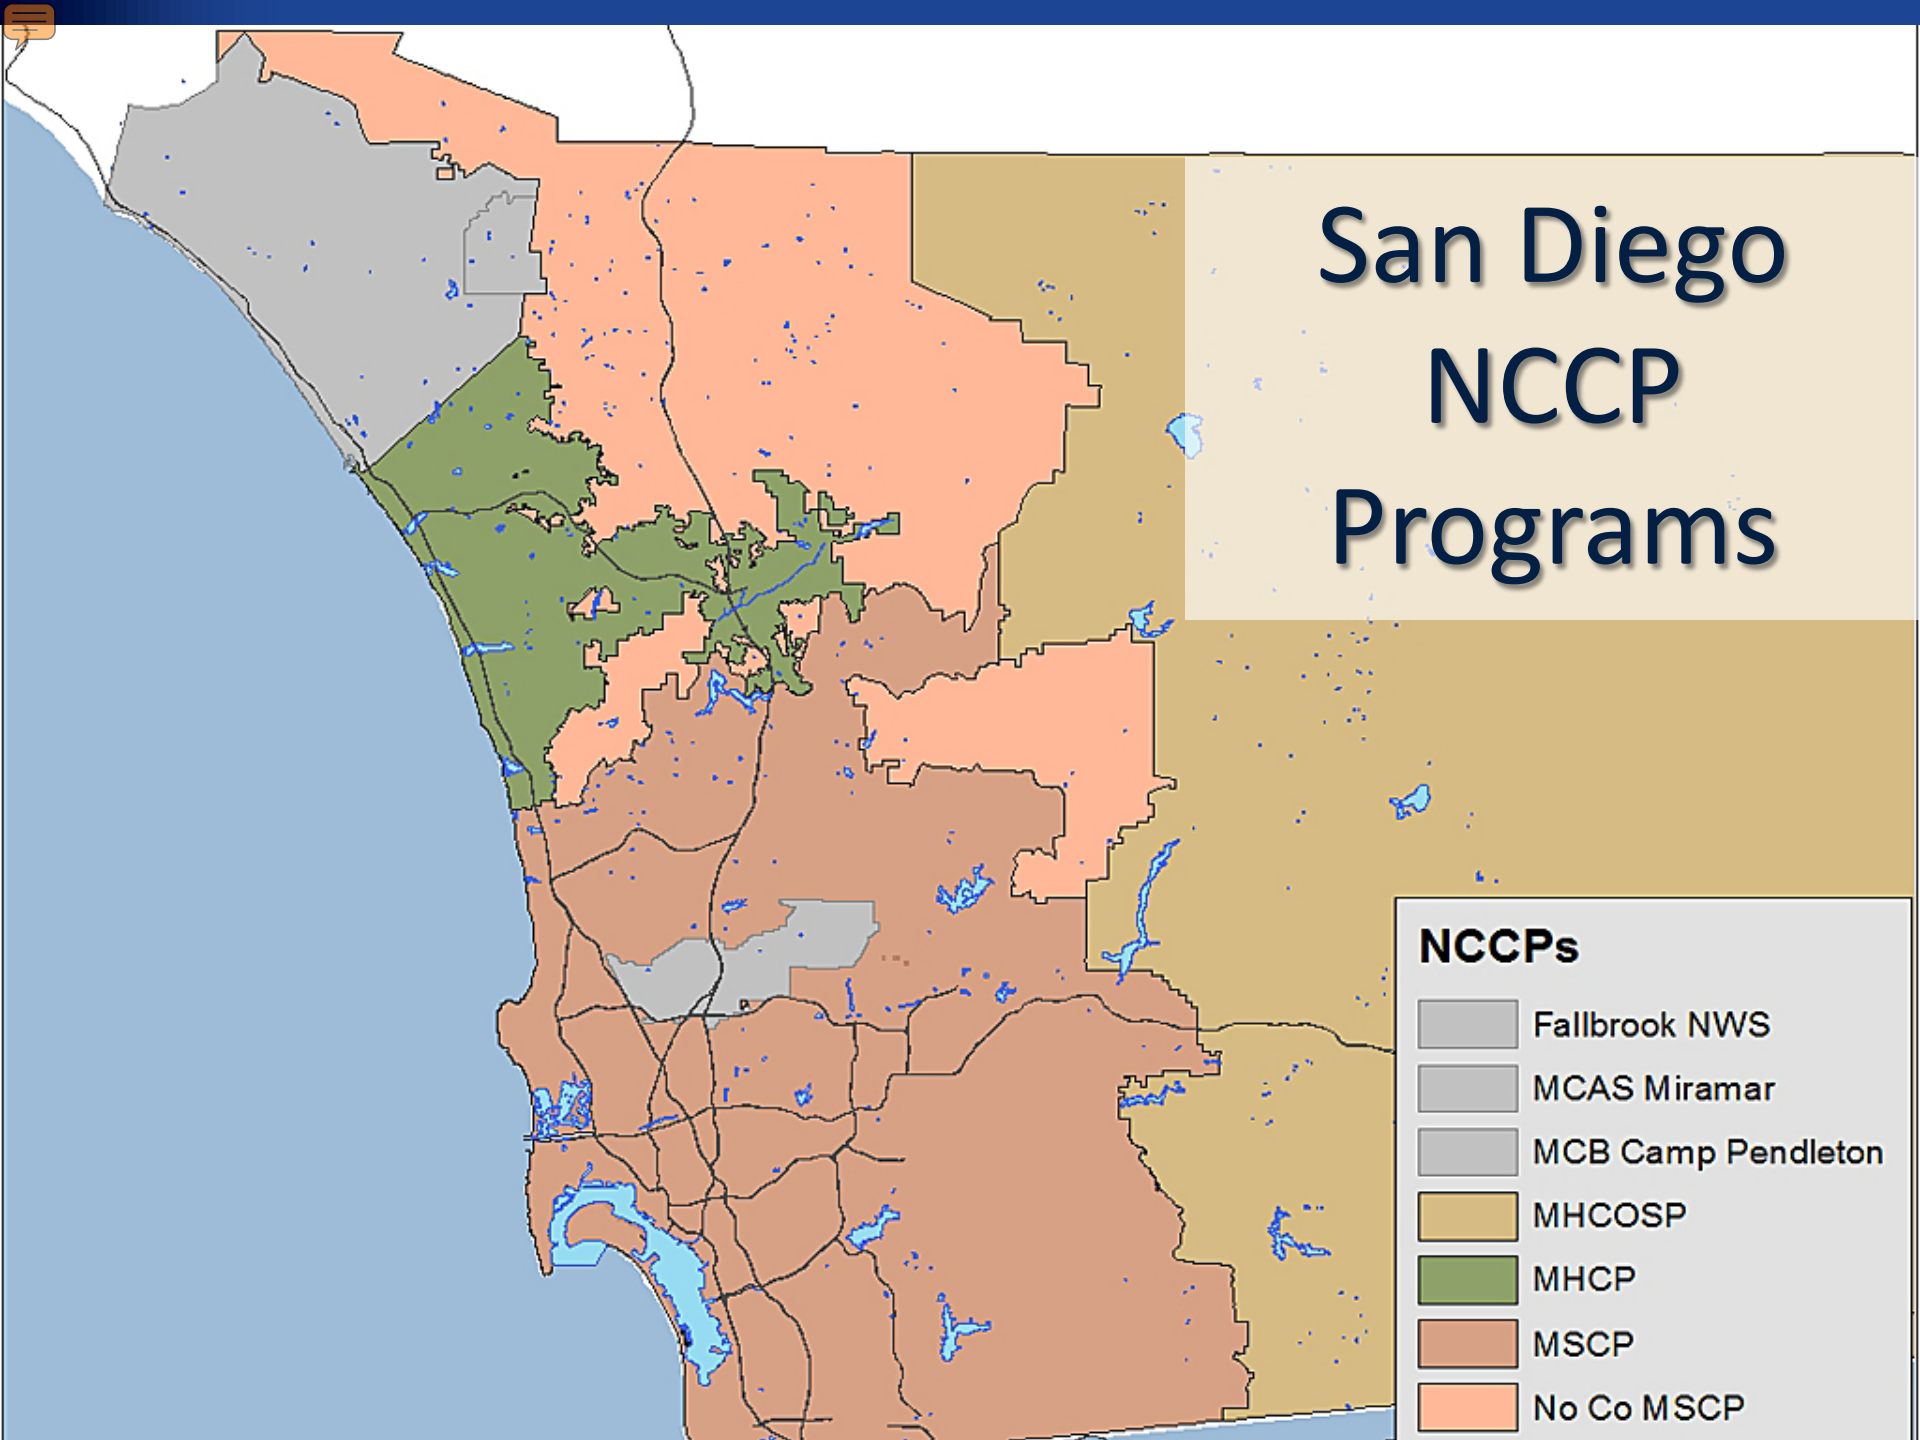 San Diego
NCCP
Programs
NCCPs
Fallbrook NWS
MCAS Miramar
MCB Camp Pendleton
MHCOSP
MHCP
MSCP
No Co MSCP